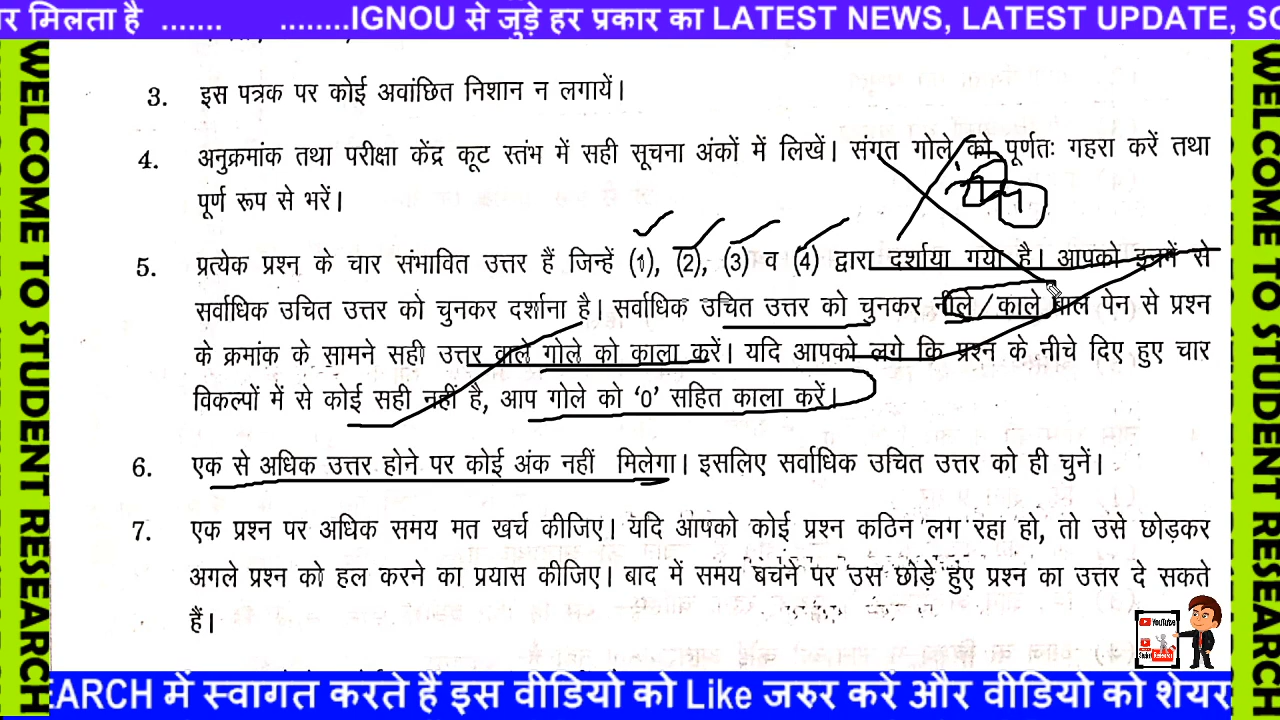 र मिलता है ....... ........IGNOU से जुड़े हर प्रकार का LATEST NEWS, LATEST UPDATE, SO
3. इस पत्रक पर कोई अवांछित निशान न लगायें।
4. अनुक्रमांक तथा परीक्षा केंद्र कूट स्तंभ में सही सूचना अंकों में लिखें। संगत गोले को पूर्णतः गहरा करें तथा
पूर्ण रूप से भरें।
5. प्रत्येक प्रश्न के चार संभावित उत्तर हैं जिन्हें (1), (2), (3) व (4) द्वारा दर्शाया गया है। आपको इनमें से
सर्वाधिक उचित उत्तर को चुनकर दर्शाना है। सर्वाधिक उचित उत्तर को चुनकर नीले/काले बाल पेन से प्रश्न
के क्रमांक के सामने सही उत्तर वाले गोले को काला करें। यदि आपको लगे कि प्रश्न के नीचे दिए हुए चार
विकल्पों में से कोई सही नहीं है, आप गोले को ‘0’ सहित काला करें।
6. एक से अधिक उत्तर होने पर कोई अंक नहीं मिलेगा। इसलिए सर्वाधिक उचित उत्तर को ही चुनें।
7. एक प्रश्न पर अधिक समय मत खर्च कीजिए। यदि आपको कोई प्रश्न कठिन लग रहा हो, तो उसे छोड़कर
अगले प्रश्न को हल करने का प्रयास कीजिए। बाद में समय बचने पर उस छोड़े हुए प्रश्न का उत्तर दे सकते
हैं।
WELCOME TO STUDENT RESEARCH
WELCOME TO STUDENT RESEARCH
YouTube
EARCH में स्वागत करते हैं इस वीडियो को Like जरुर करें और वीडियो को शेयर